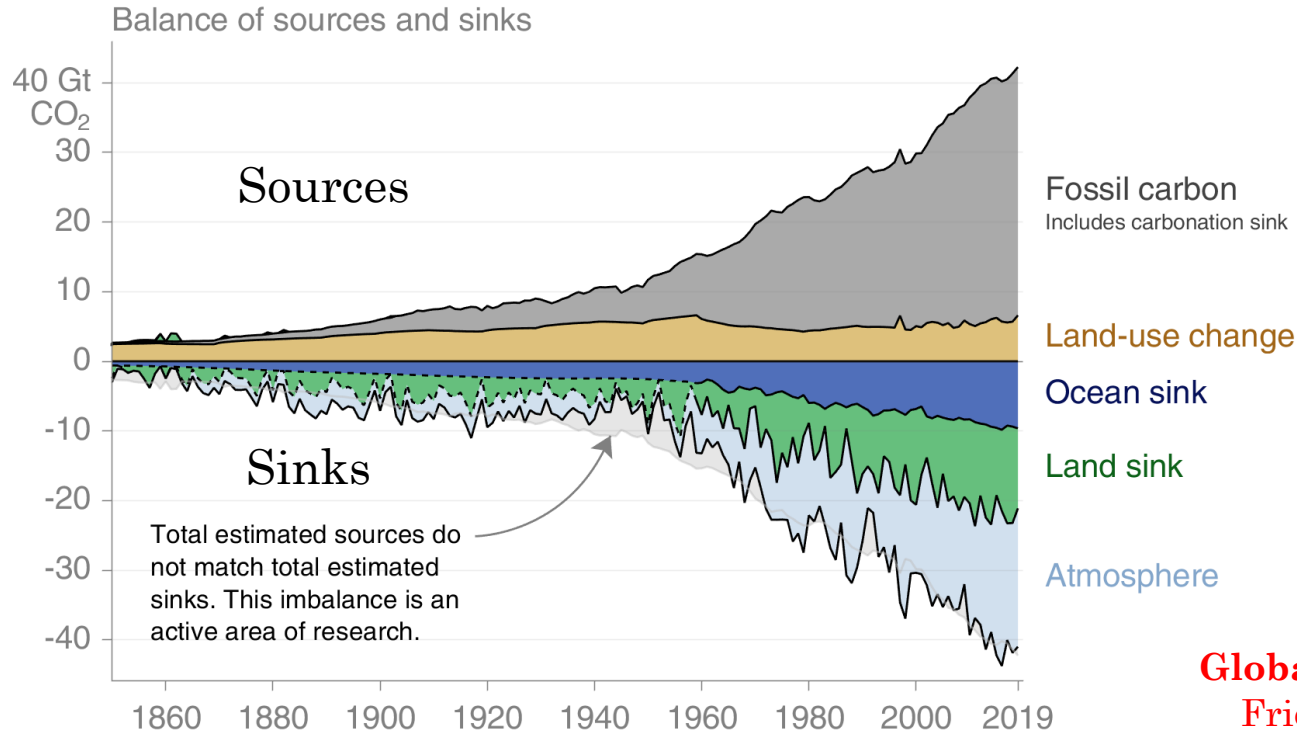 Balance of sources and sinks
40 Gt
CO₂
30
20
10
0
-10
-20
-30
-40
Sources
Sinks
Total estimated sources do
not match total estimated
sinks. This imbalance is an
active area of research.
Fossil carbon
Includes carbonation sink
Land-use change
Ocean sink
Land sink
Atmosphere
1860 1880 1900 1920 1940 1960 1980 2000 2019